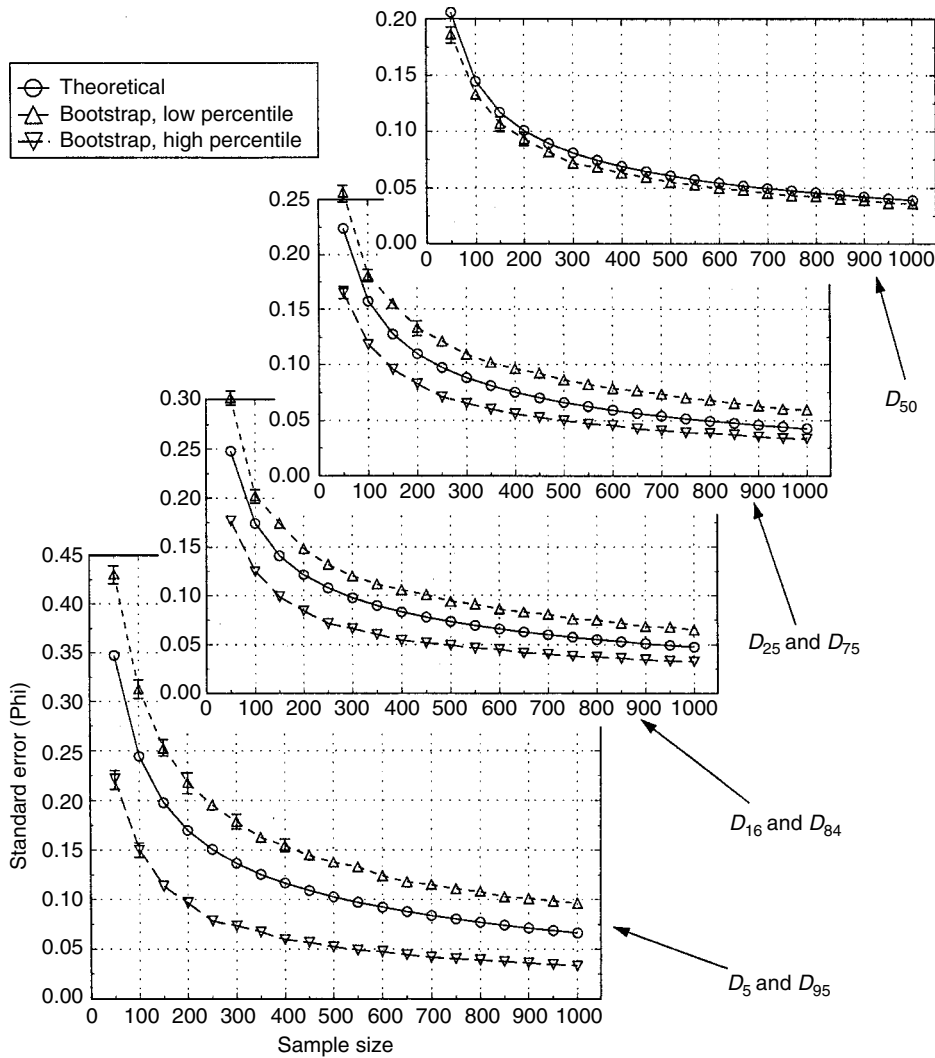 Theoretical
Bootstrap, low percentile
Bootstrap, high percentile
0.20
0.15
0.10
0.05
0.00
0 100 200 300 400 500 600 700 800 900 1000
D50
0.25
0.20
0.15
0.10
0.05
0.00
0 100 200 300 400 500 600 700 800 900 1000
D25 and D75
0.30
0.25
0.20
0.15
0.10
0.05
0.00
0 100 200 300 400 500 600 700 800 900 1000
D16 and D84
Standard error (Phi)
0.45
0.40
0.35
0.30
0.25
0.20
0.15
0.10
0.05
0.00
0 100 200 300 400 500 600 700 800 900 1000
D5 and D95
Sample size